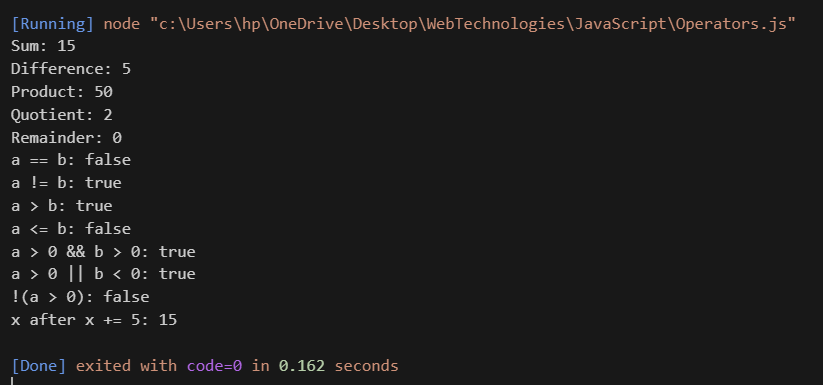 [Running] node "c:\Users\hp\OneDrive\Desktop\WebTechnologies\JavaScript\Operators.js"
Sum: 15
Difference: 5
Product: 50
Quotient: 2
Remainder: 0
a == b: false
a != b: true
a > b: true
a <= b: false
a > 0 && b > 0: true
a > 0 || b < 0: true
!(a > 0): false
x after x += 5: 15
[Done] exited with code=0 in 0.162 seconds